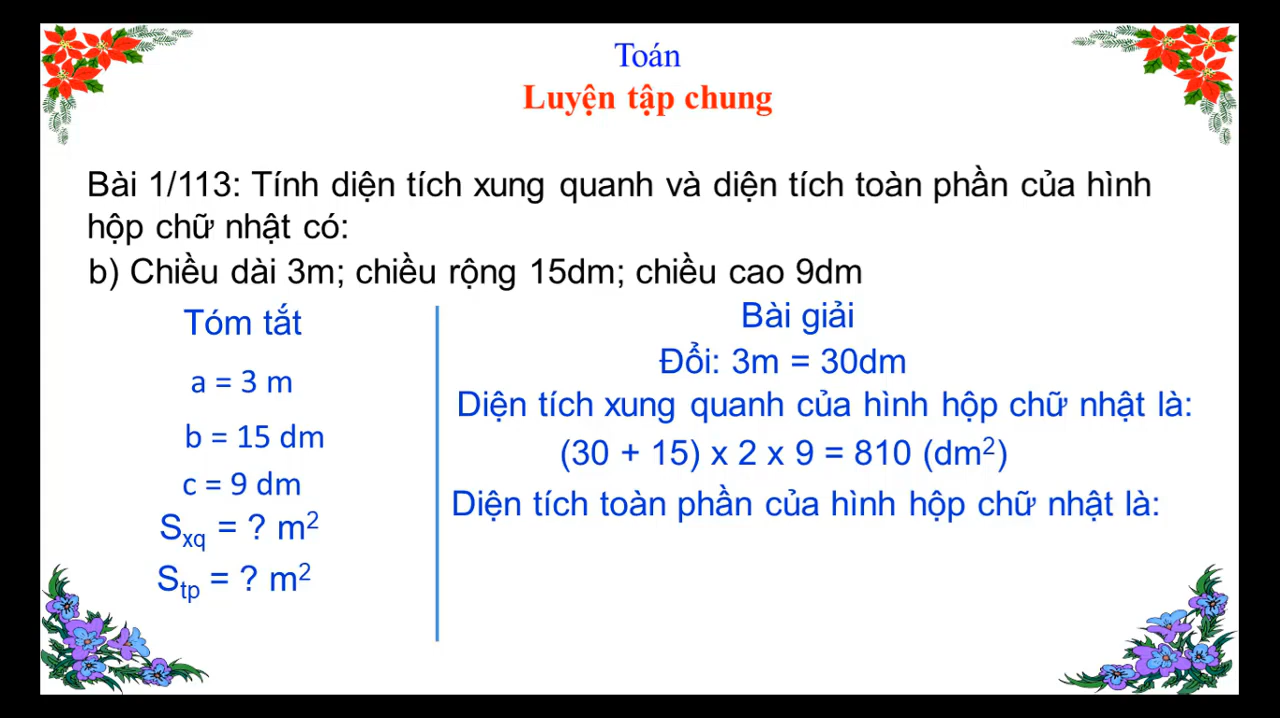 Toán
Luyện tập chung
Bài 1/113: Tính diện tích xung quanh và diện tích toàn phần của hình
hộp chữ nhật có:
b) Chiều dài 3m; chiều rộng 15dm; chiều cao 9dm
Tóm tắt
a = 3 m
b = 15 dm
c = 9 dm
Sxq = ? m²
Stp = ? m²
Bài giải
Đổi: 3m = 30dm
Diện tích xung quanh của hình hộp chữ nhật là:
(30 + 15) x 2 x 9 = 810 (dm²)
Diện tích toàn phần của hình hộp chữ nhật là: